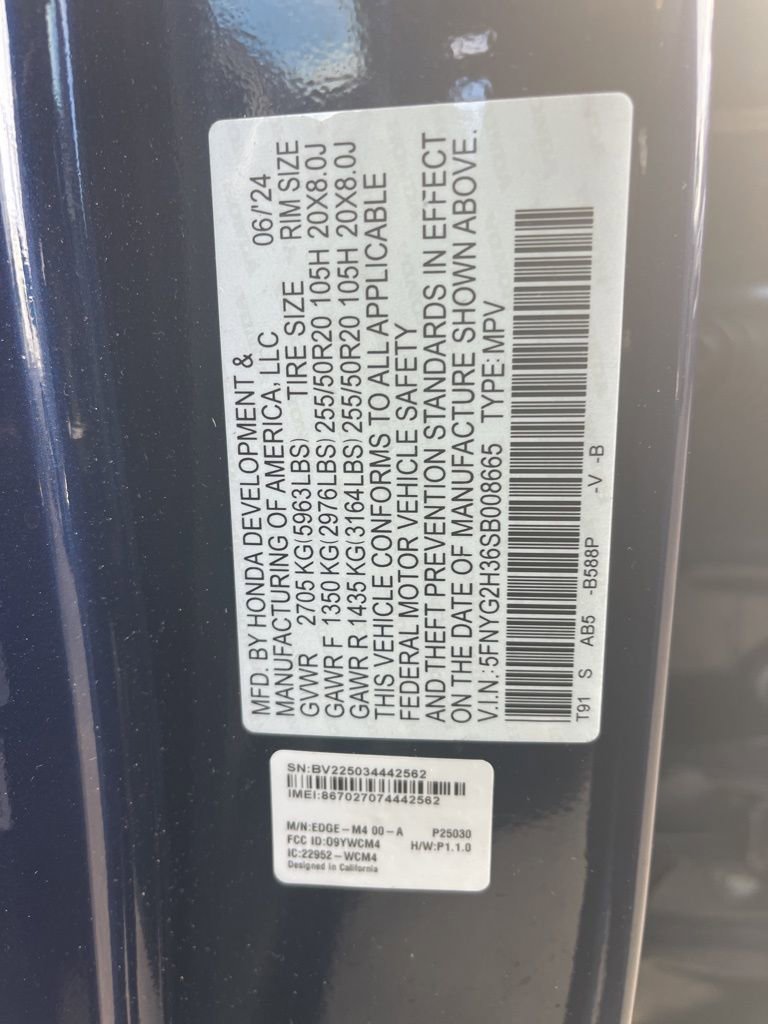 MFD. BY HONDA DEVELOPMENT &
MANUFACTURING OF AMERICA, LLC 06/'24
GVWR 2705 KG(5963LBS) TIRE SIZE RIM SIZE
GAWR F 1350 KG(2976LBS) 255/50R20 105H 20X8.0J
GAWR R 1435 KG(3164LBS) 255/50R20 105H 20X8.0J
THIS VEHICLE CONFORMS TO ALL APPLICABLE
FEDERAL MOTOR VEHICLE SAFETY
AND THEFT PREVENTION STANDARDS IN EFFECT
ON THE DATE OF MANUFACTURE SHOWN ABOVE.
V.I.N.:5FNYG2H36SB008665 TYPE:MPV
T91 S AB5 -B588P -V -B
SN:BV225034442562
IMEI:867027074442562
M/N:EDGE-M4 00-A P25030
FCC ID:O9YWCM4 H/W:P1.1.0
IC:22952-WCM4
Designed in California